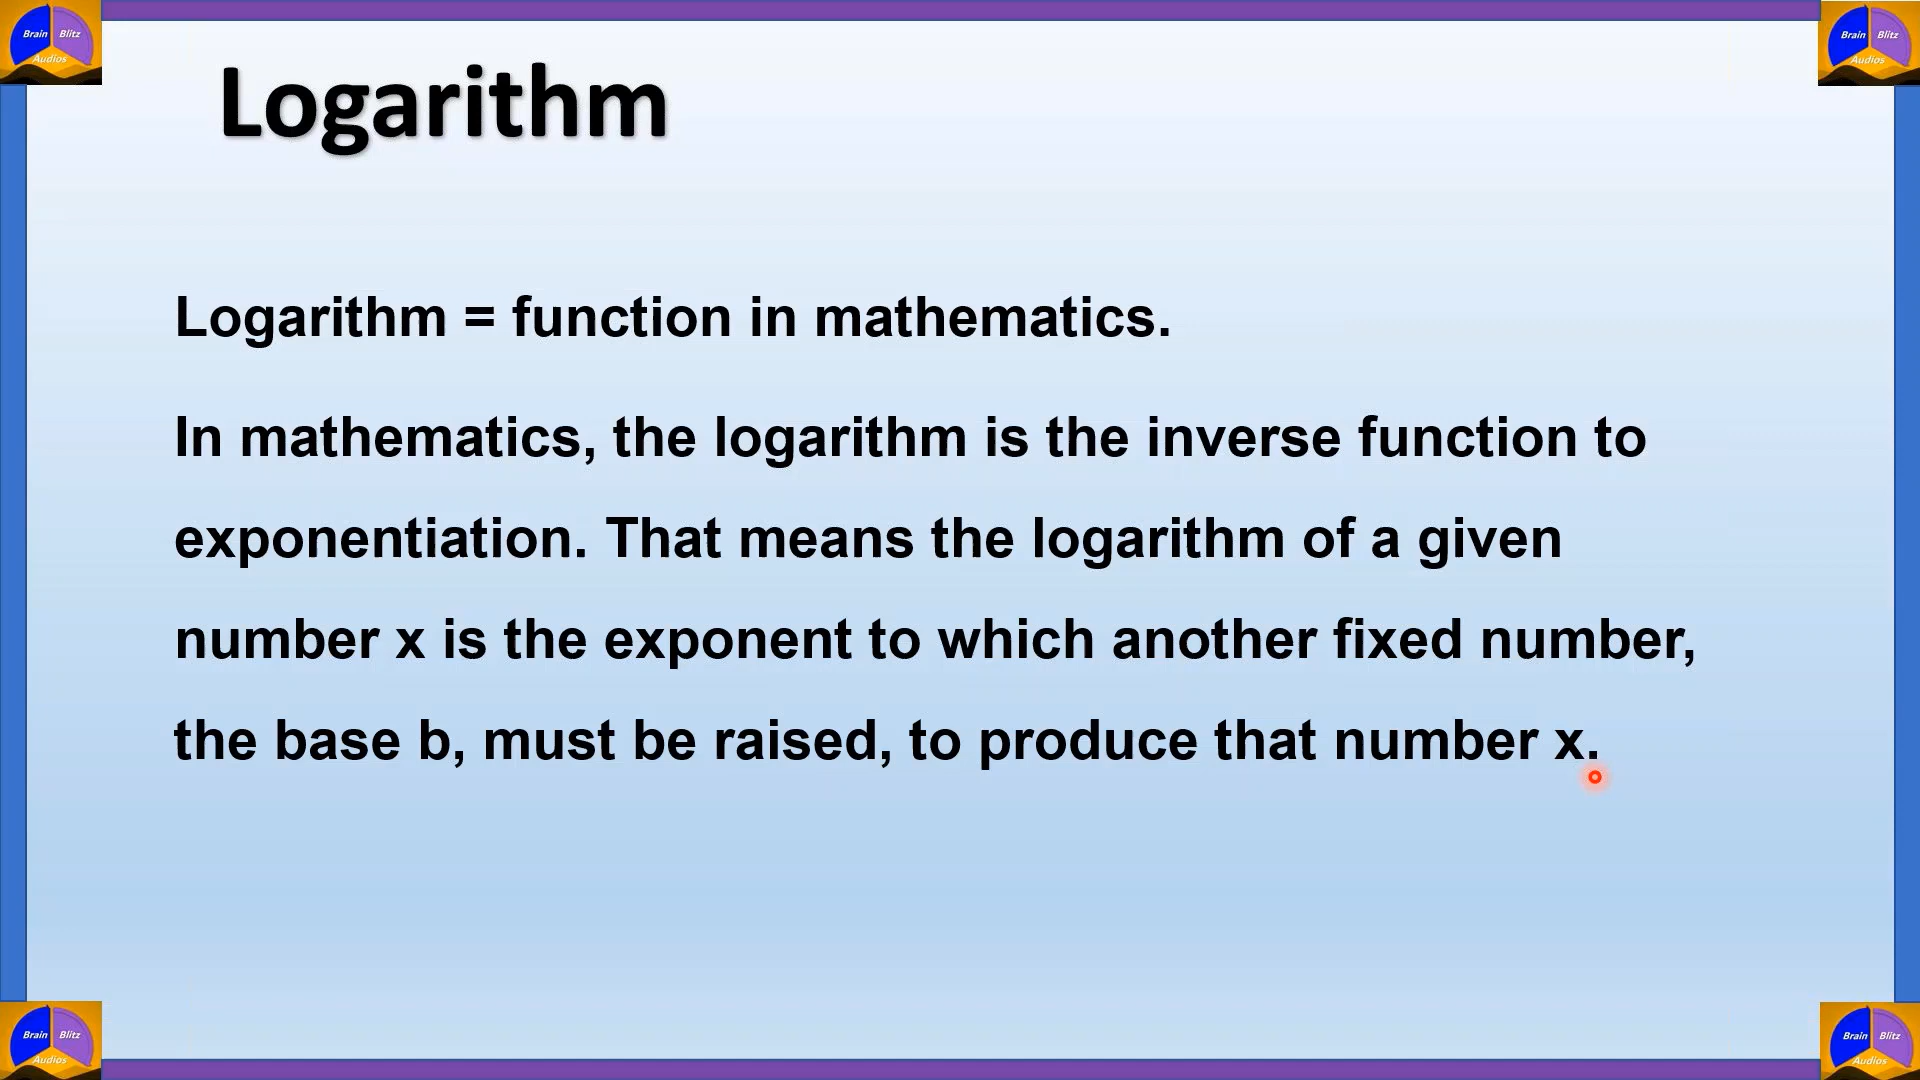 Brain Blitz
Audios
Brain Blitz
Audios
Logarithm
Logarithm = function in mathematics.
In mathematics, the logarithm is the inverse function to
exponentiation. That means the logarithm of a given
number x is the exponent to which another fixed number,
the base b, must be raised, to produce that number x.
Brain Blitz
Audios
Brain Blitz
Audios